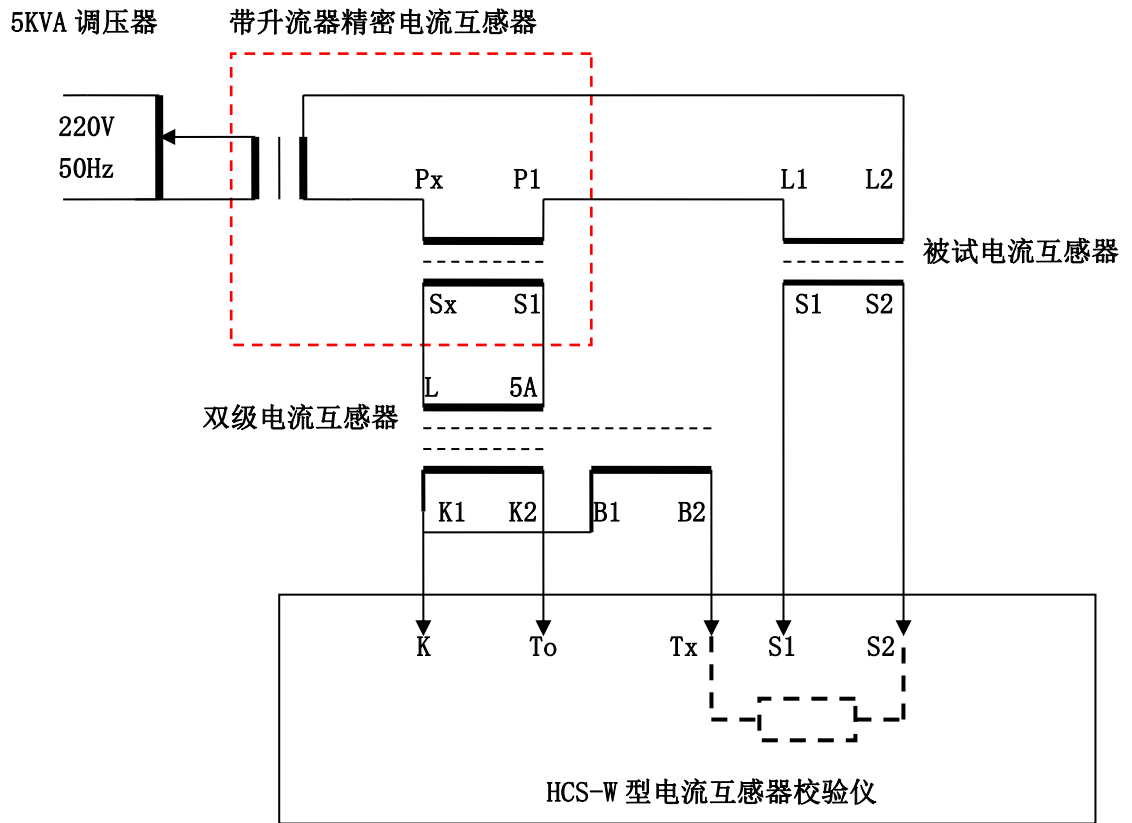 5KVA 调压器 带升流器精密电流互感器
220V
50Hz
Px P1 L1 L2
被试电流互感器
Sx S1 S1 S2
L 5A
双级电流互感器
K1 K2 B1 B2
K To Tx S1 S2
HCS-W 型电流互感器校验仪